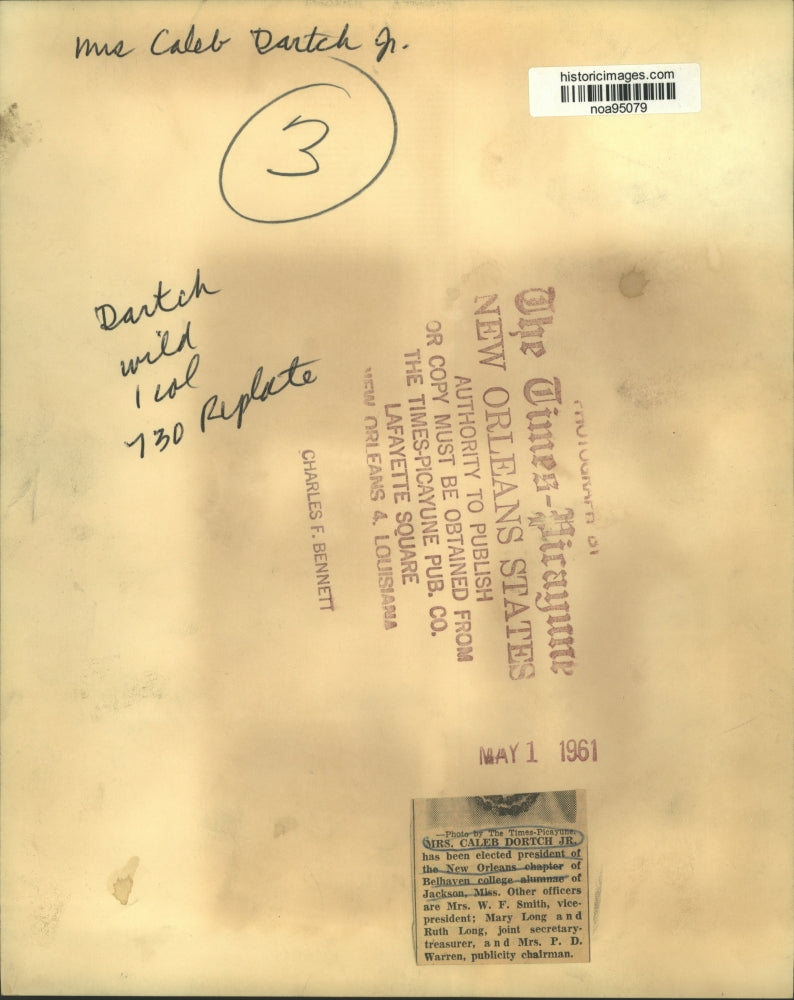 Mrs Caleb Dartch Jr.
historicimages.com
noa95079
3
Dartch
wild
1 col
730 Replate
PHOTOGRAPH BY
The Times-Picayune
NEW ORLEANS STATES
AUTHORITY TO PUBLISH
OR COPY MUST BE OBTAINED FROM
THE TIMES-PICAYUNE PUB. CO.
LAFAYETTE SQUARE
NEW ORLEANS 4, LOUISIANA
CHARLES F. BENNETT
MAY 1 1961
—Photo by The Times-Picayune.
MRS. CALEB DORTCH JR.
has been elected president of
the New Orleans chapter of
Belhaven college alumnae of
Jackson, Miss. Other officers
are Mrs. W. F. Smith, vice-
president; Mary Long and
Ruth Long, joint secretary-
treasurer, and Mrs. P. D.
Warren, publicity chairman.